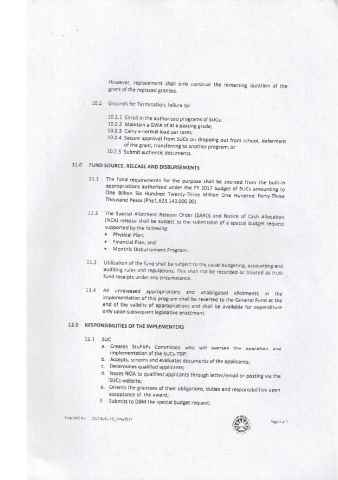 However, replacement shall only continue the remaining duration of the
grant of the replaced grantee.
10.2 Grounds for Termination, failure to:
10.2.1 Enroll in the authorized programs of SUCs;
10.2.2 Maintain a GWA of at a passing grade;
10.2.3 Carry a normal load per term;
10.2.4 Secure approval from SUCs on dropping out from school, deferment
of the grant, transferring to another program; or
10.2.5 Submit authentic documents.
11.0 FUND SOURCE, RELEASE AND DISBURSEMENTS
11.1 The fund requirements for the purpose shall be sourced from the built-in
appropriations authorized under the FY 2017 budget of SUCs amounting to
One Billion Six Hundred Twenty-Three Million One Hundred Forty-Three
Thousand Pesos (Php1,623,143,000.00).
11.2 The Special Allotment Release Order (SARO) and Notice of Cash Allocation
(NCA) release shall be subject to the submission of a special budget request
supported by the following:
• Physical Plan;
• Financial Plan; and
• Monthly Disbursement Program.
11.3 Utilization of the fund shall be subject to the usual budgeting, accounting and
auditing rules and regulations. This shall not be recorded or treated as trust
fund receipts under any circumstance.
11.4 All unreleased appropriations and unobligated allotments in the
implementation of this program shall be reverted to the General Fund at the
end of the validity of appropriations and shall be available for expenditure
only upon subsequent legislative enactment.
12.0 RESPONSIBILITIES OF THE IMPLEMENTERS
12.1 SUC
a. Creates StuFAPs Committee who will oversee the operation and
implementation of the SUCs-TDP;
b. Accepts, screens and evaluates documents of the applicants;
c. Determines qualified applicants;
d. Issues NOA to qualified applicants through letter/email or posting via the
SUCs website;
e. Orients the grantees of their obligations, duties and responsibilities upon
acceptance of the award;
f. Submits to DBM the special budget request;